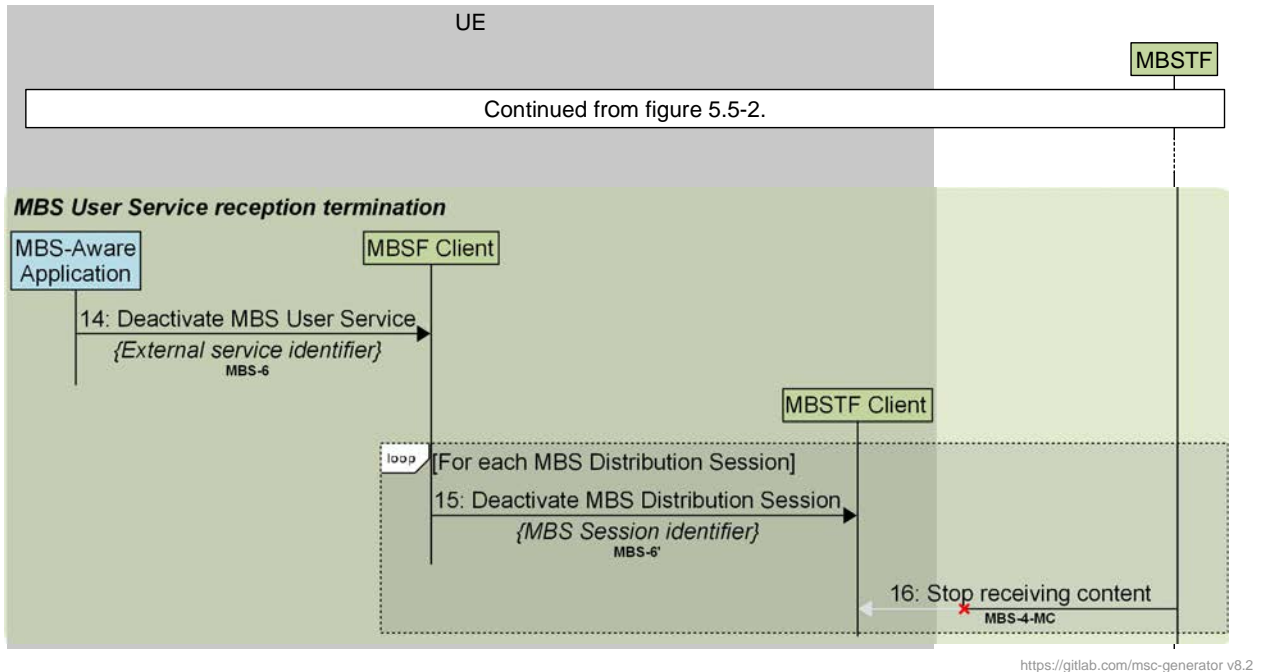 UE
MBSTF
Continued from figure 5.5-2.
MBS User Service reception termination
MBS-Aware
Application
MBSF Client
14: Deactivate MBS User Service
{External service identifier}
MBS-6
MBSTF Client
loop
[For each MBS Distribution Session]
15: Deactivate MBS Distribution Session
{MBS Session identifier}
MBS-6'
16: Stop receiving content
MBS-4-MC
https://gitlab.com/msc-generator v8.2